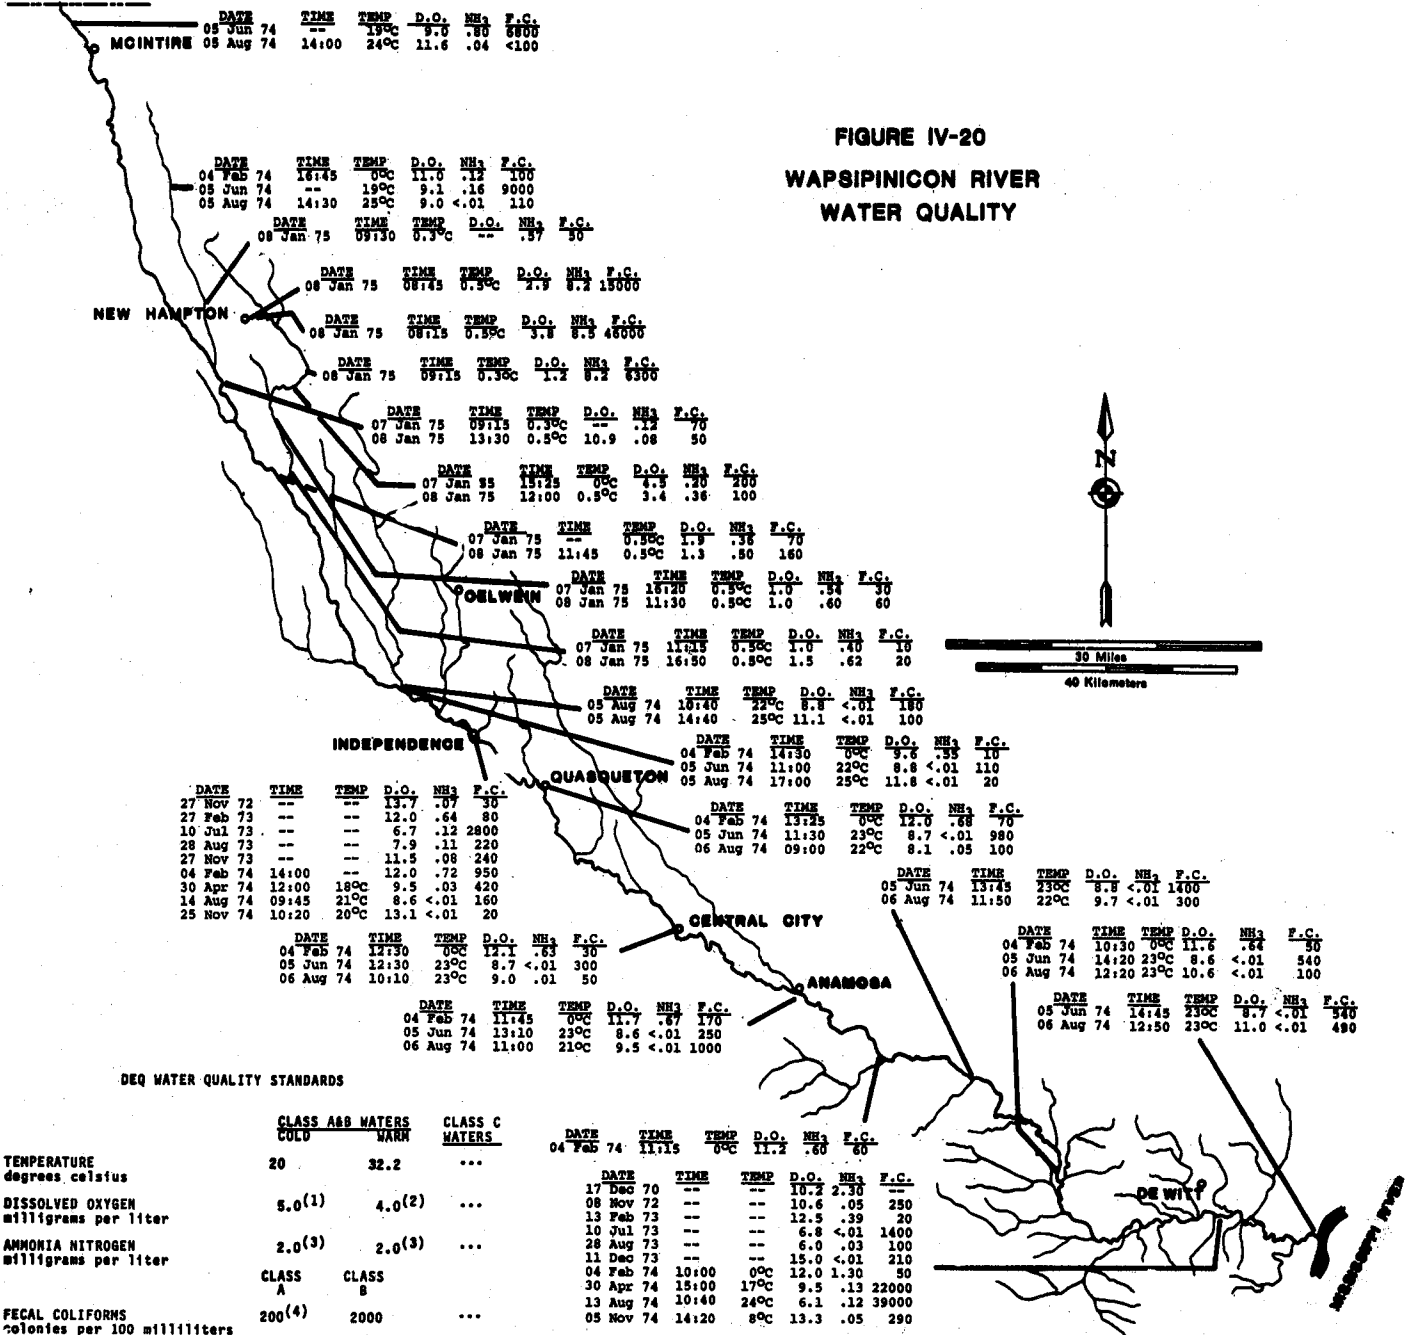 DATE TIME TEMP D.O. NH3 F.C.
05 Jun 74 -- 19°C 9.0 .80 6800
05 Aug 74 14:00 24°C 11.6 .04 <100
MCINTIRE
FIGURE IV-20
WAPSIPINICON RIVER
WATER QUALITY
DATE TIME TEMP D.O. NH3 F.C.
04 Feb 74 16:45 0°C 11.0 .12 100
05 Jun 74 -- 19°C 9.1 .16 9000
05 Aug 74 14:30 25°C 9.0 <.01 110
DATE TIME TEMP D.O. NH3 F.C.
08 Jan 75 09:30 0.3°C -- .57 50
DATE TIME TEMP D.O. NH3 F.C.
08 Jan 75 08:45 0.5°C 2.9 8.2 15000
NEW HAMPTON
DATE TIME TEMP D.O. NH3 F.C.
08 Jan 75 08:15 0.5°C 3.8 8.5 46000
DATE TIME TEMP D.O. NH3 F.C.
08 Jan 75 09:15 0.3°C 1.2 8.2 6300
DATE TIME TEMP D.O. NH3 F.C.
07 Jan 75 09:15 0.3°C -- .12 70
08 Jan 75 13:30 0.5°C 10.9 .08 50
N
DATE TIME TEMP D.O. NH3 F.C.
07 Jan 15:25 0°C 4.5 .20 200
08 Jan 75 12:00 0.5°C 3.4 .36 100
DATE TIME TEMP D.O. NH3 F.C.
07 Jan 75 -- 0.5°C 1.9 .36 70
08 Jan 75 11:45 0.5°C 1.3 .50 160
DATE TIME TEMP D.O. NH3 F.C.
07 Jan 75 16:20 0.5°C 1.0 .54 30
08 Jan 75 11:30 0.5°C 1.0 .60 60
OELWEIN
DATE TIME TEMP D.O. NH3 F.C.
07 Jan 75 11:15 0.5°C 1.0 .40 10
08 Jan 75 16:50 0.5°C 1.5 .62 20
30 Miles
40 Kilometers
DATE TIME TEMP D.O. NH3 F.C.
05 Aug 74 10:40 22°C 8.8 <.01 180
05 Aug 74 14:40 25°C 11.1 <.01 100
INDEPENDENCE
DATE TIME TEMP D.O. NH3 F.C.
04 Feb 74 14:30 0°C 9.6 .55 10
05 Jun 74 11:00 22°C 8.8 <.01 110
05 Aug 74 17:00 25°C 11.8 <.01 20
QUASQUETON
DATE TIME TEMP D.O. NH3 F.C.
27 Nov 72 -- -- 13.7 .07 30
27 Feb 73 -- -- 12.0 .64 80
10 Jul 73 -- -- 6.7 .12 2800
28 Aug 73 -- -- 7.9 .11 220
27 Nov 73 -- -- 11.5 .08 240
04 Feb 74 14:00 -- 12.0 .72 950
30 Apr 74 12:00 18°C 9.5 .03 420
14 Aug 74 09:45 21°C 8.6 <.01 160
25 Nov 74 10:20 20°C 13.1 <.01 20
DATE TIME TEMP D.O. NH3 F.C.
04 Feb 74 13:25 0°C 12.0 .68 70
05 Jun 74 11:30 23°C 8.7 <.01 980
06 Aug 74 09:00 22°C 8.1 .05 100
DATE TIME TEMP D.O. NH3 F.C.
05 Jun 74 13:45 23°C 8.8 <.01 1400
06 Aug 74 11:50 22°C 9.7 <.01 300
CENTRAL CITY
DATE TIME TEMP D.O. NH3 F.C.
04 Feb 74 12:30 0°C 12.1 .63 30
05 Jun 74 12:30 23°C 8.7 <.01 300
06 Aug 74 10:10 23°C 9.0 .01 50
DATE TIME TEMP D.O. NH3 F.C.
04 Feb 74 10:30 0°C 11.6 .64 50
05 Jun 74 14:20 23°C 8.6 <.01 540
06 Aug 74 12:20 23°C 10.6 <.01 100
ANAMOSA
DATE TIME TEMP D.O. NH3 F.C.
04 Feb 74 11:45 0°C 11.7 .67 170
05 Jun 74 13:10 23°C 8.6 <.01 250
06 Aug 74 11:00 21°C 9.5 <.01 1000
DATE TIME TEMP D.O. NH3 F.C.
05 Jun 74 14:45 23°C 8.7 <.01 540
06 Aug 74 12:50 23°C 11.0 <.01 490
DATE TIME TEMP D.O. NH3 F.C.
04 Feb 74 11:15 0°C 11.2 .60 60
DATE TIME TEMP D.O. NH3 F.C.
17 Dec 70 -- -- 10.2 2.30 --
08 Nov 72 -- -- 10.6 .05 250
13 Feb 73 -- -- 12.5 .39 20
10 Jul 73 -- -- 6.8 <.01 1400
28 Aug 73 -- -- 6.0 .03 100
11 Dec 73 -- -- 15.0 <.01 210
04 Feb 74 10:00 0°C 12.0 1.30 50
30 Apr 74 15:00 17°C 9.5 .13 22000
13 Aug 74 10:40 24°C 6.1 .12 39000
05 Nov 74 14:20 8°C 13.3 .05 290
DE WITT
MISSISSIPPI RIVER
DEQ WATER QUALITY STANDARDS
CLASS A&B WATERS CLASS C
COLD WARM WATERS
TEMPERATURE 20 32.2 ...
degrees celsius
DISSOLVED OXYGEN 5.0(1) 4.0(2) ...
milligrams per liter
AMMONIA NITROGEN 2.0(3) 2.0(3) ...
milligrams per liter
CLASS CLASS
A B
FECAL COLIFORMS 200(4) 2000 ...
colonies per 100 milliliters